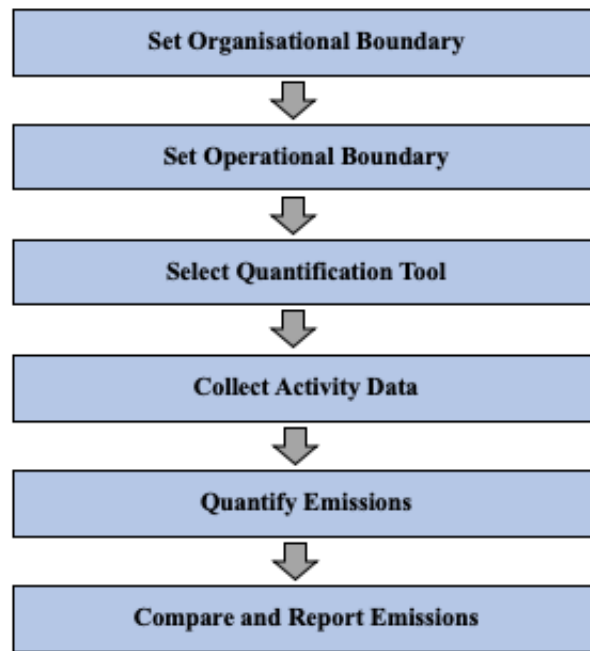 Set Organisational Boundary
Set Operational Boundary
Select Quantification Tool
Collect Activity Data
Quantify Emissions
Compare and Report Emissions